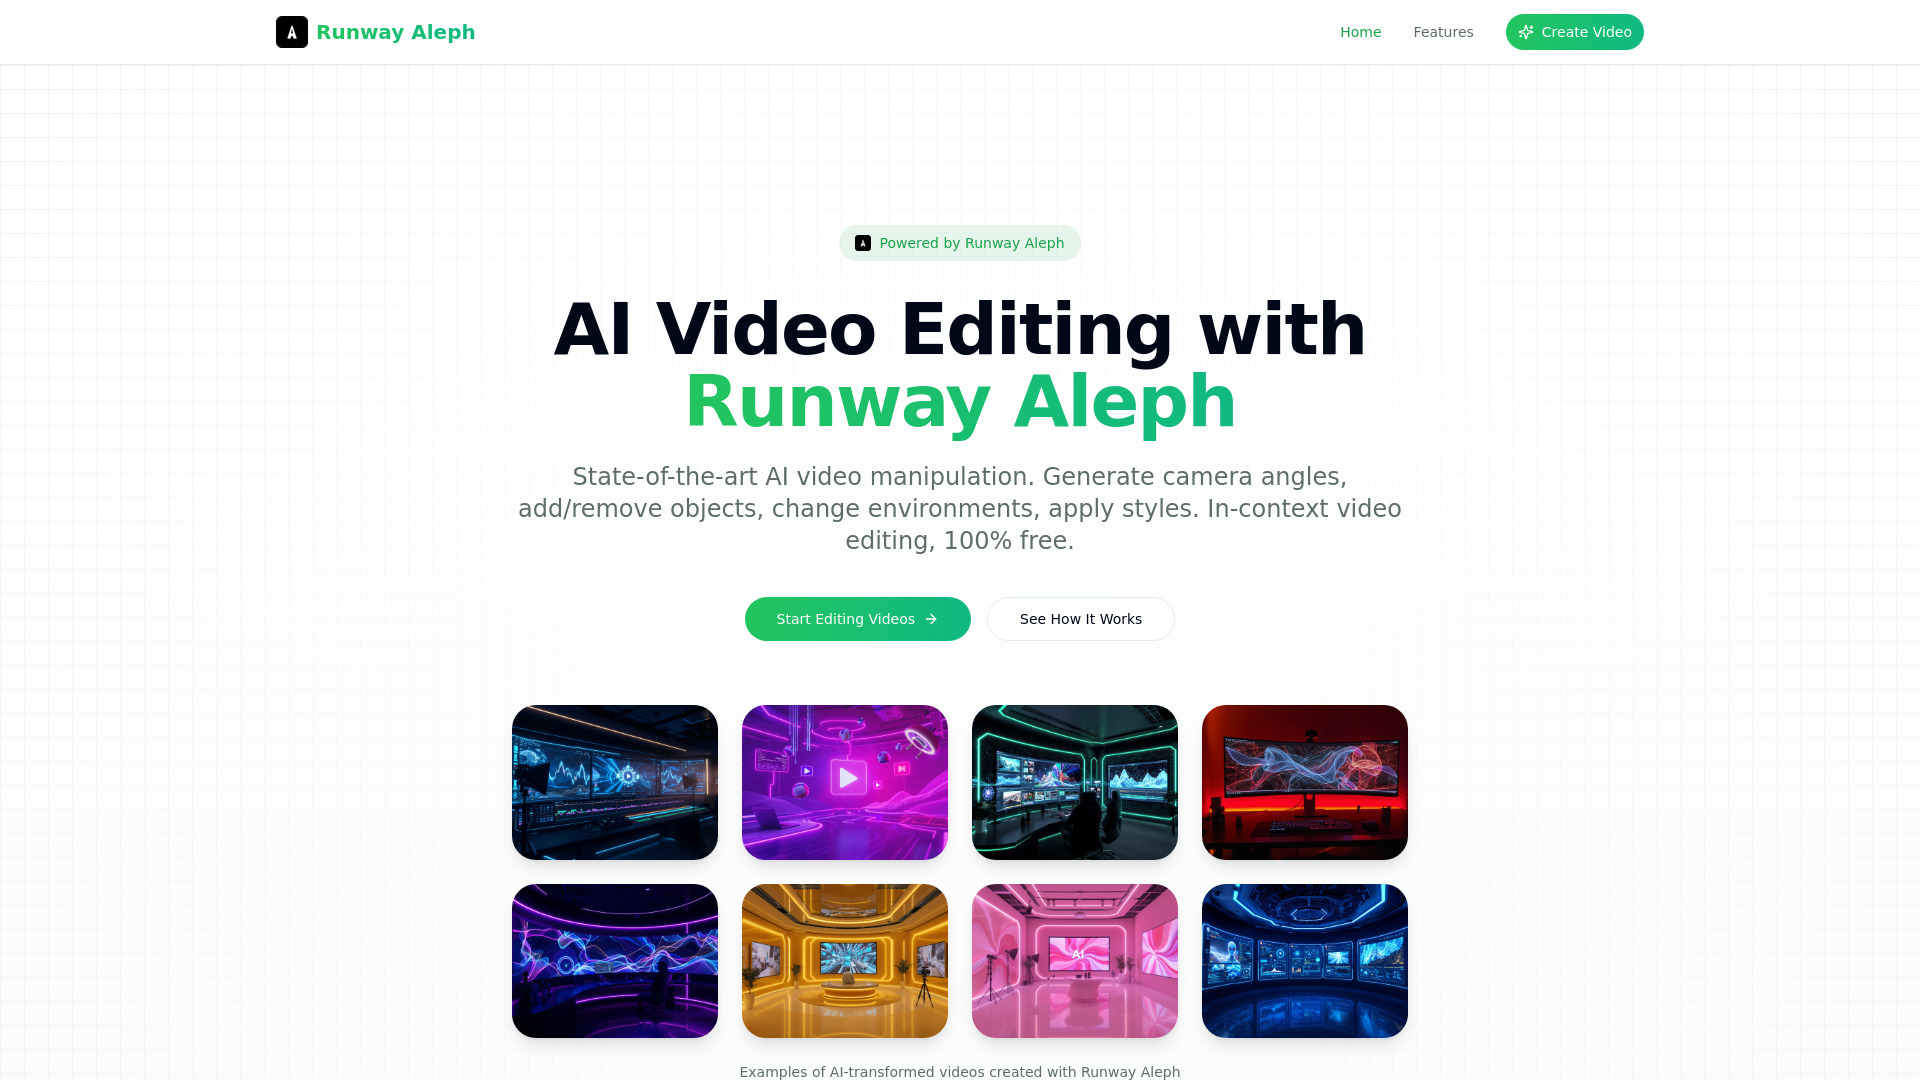 Runway Aleph
Home
Features
Create Video
Powered by Runway Aleph
AI Video Editing with
Runway Aleph
State-of-the-art AI video manipulation. Generate camera angles,
add/remove objects, change environments, apply styles. In-context video
editing, 100% free.
Start Editing Videos
See How It Works
AI
Examples of AI-transformed videos created with Runway Aleph